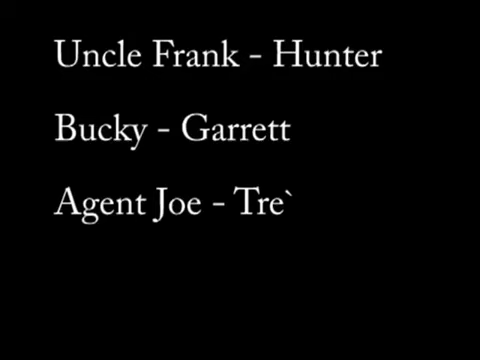 Uncle Frank - Hunter
Bucky - Garrett
Agent Joe - Tre`